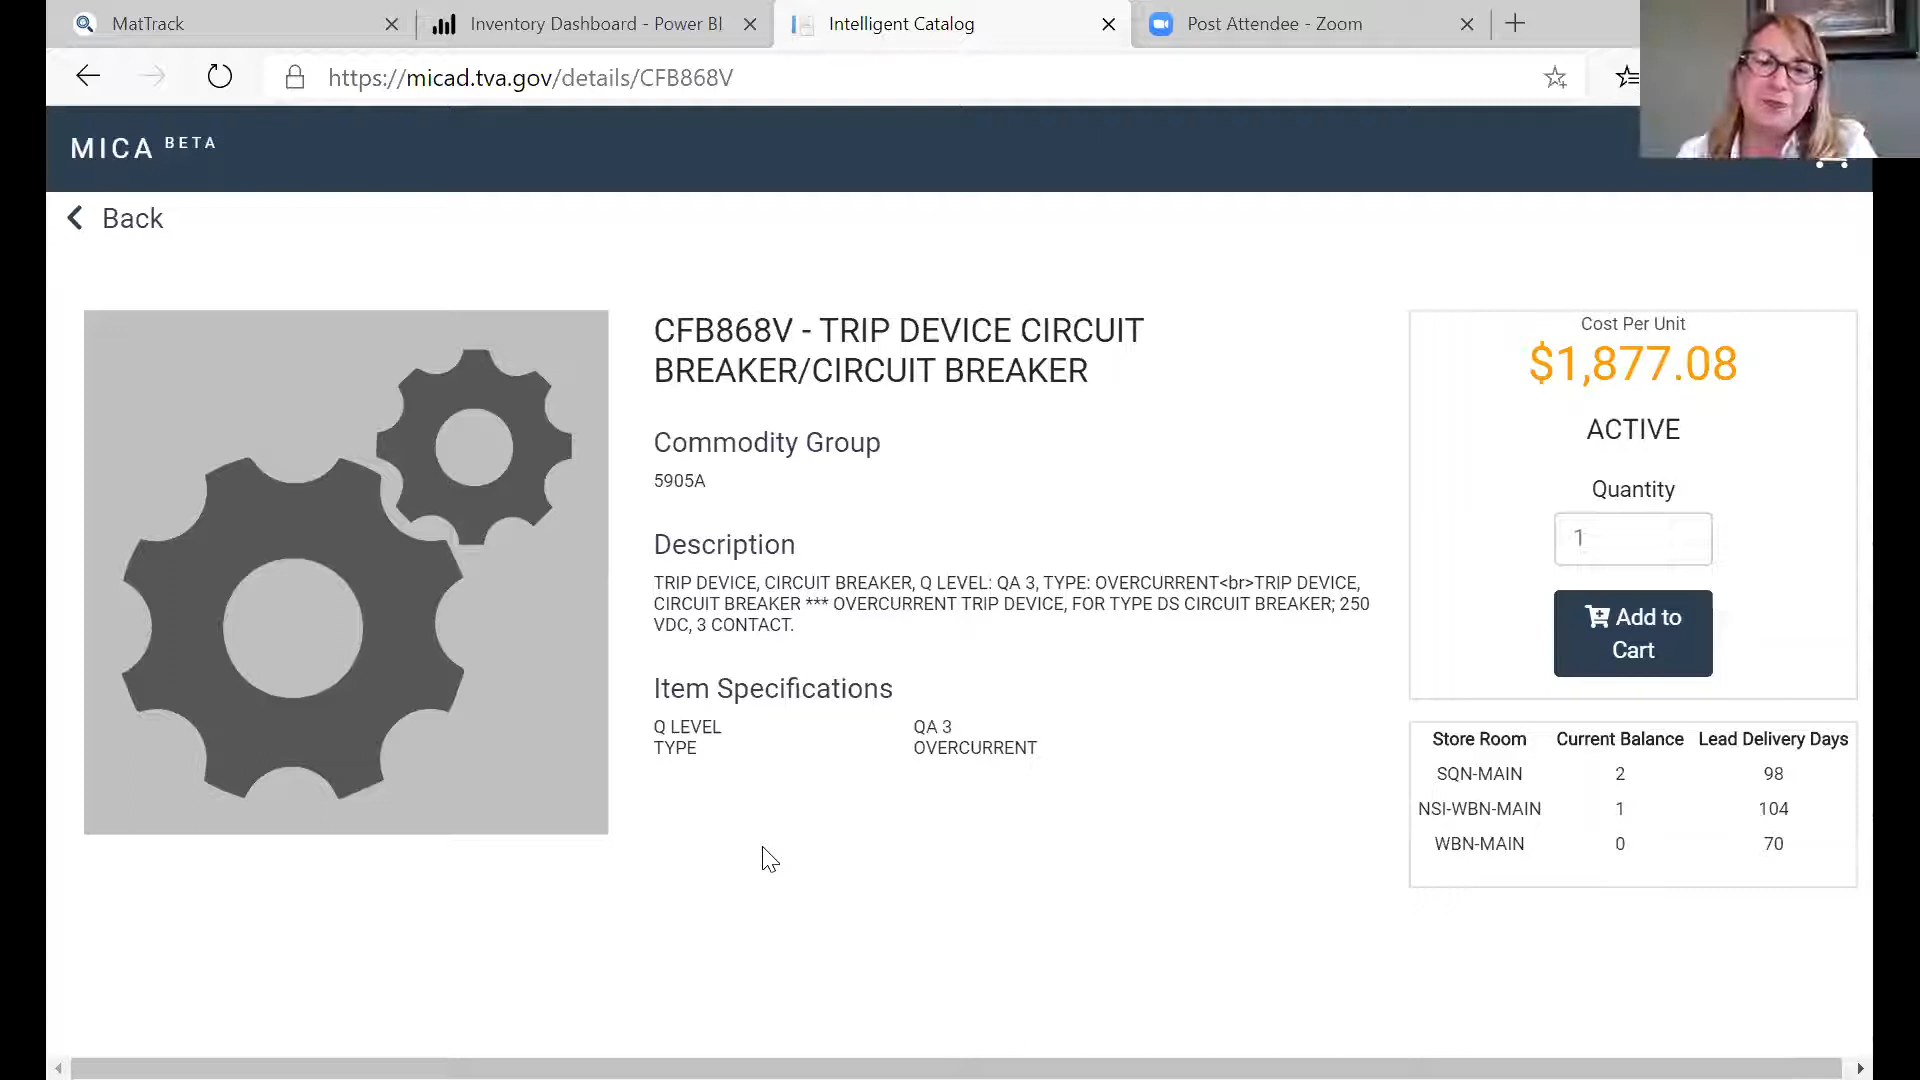 MatTrack
Inventory Dashboard - Power BI
Intelligent Catalog
Post Attendee - Zoom
https://micad.tva.gov/details/CFB868V
MICA BETA
Back
CFB868V - TRIP DEVICE CIRCUIT
BREAKER/CIRCUIT BREAKER
Commodity Group
5905A
Description
TRIP DEVICE, CIRCUIT BREAKER, Q LEVEL: QA 3, TYPE: OVERCURRENT<br>TRIP DEVICE,
CIRCUIT BREAKER *** OVERCURRENT TRIP DEVICE, FOR TYPE DS CIRCUIT BREAKER; 250
VDC, 3 CONTACT.
Item Specifications
Q LEVEL QA 3
TYPE OVERCURRENT
Cost Per Unit
$1,877.08
ACTIVE
Quantity
1
Add to
Cart
Store Room Current Balance Lead Delivery Days
SQN-MAIN 2 98
NSI-WBN-MAIN 1 104
WBN-MAIN 0 70